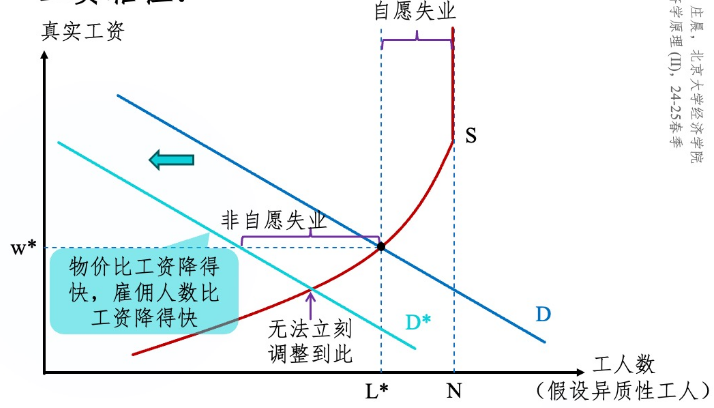 自愿失业
真实工资
S
非自愿失业
w*
物价比工资降得
快，雇佣人数比
工资降得快
无法立刻
调整到此
D*
D
工人数
（假设异质性工人）
L*
N
庄晨，北京大学经济学院
济学原理(II)，24-25春季